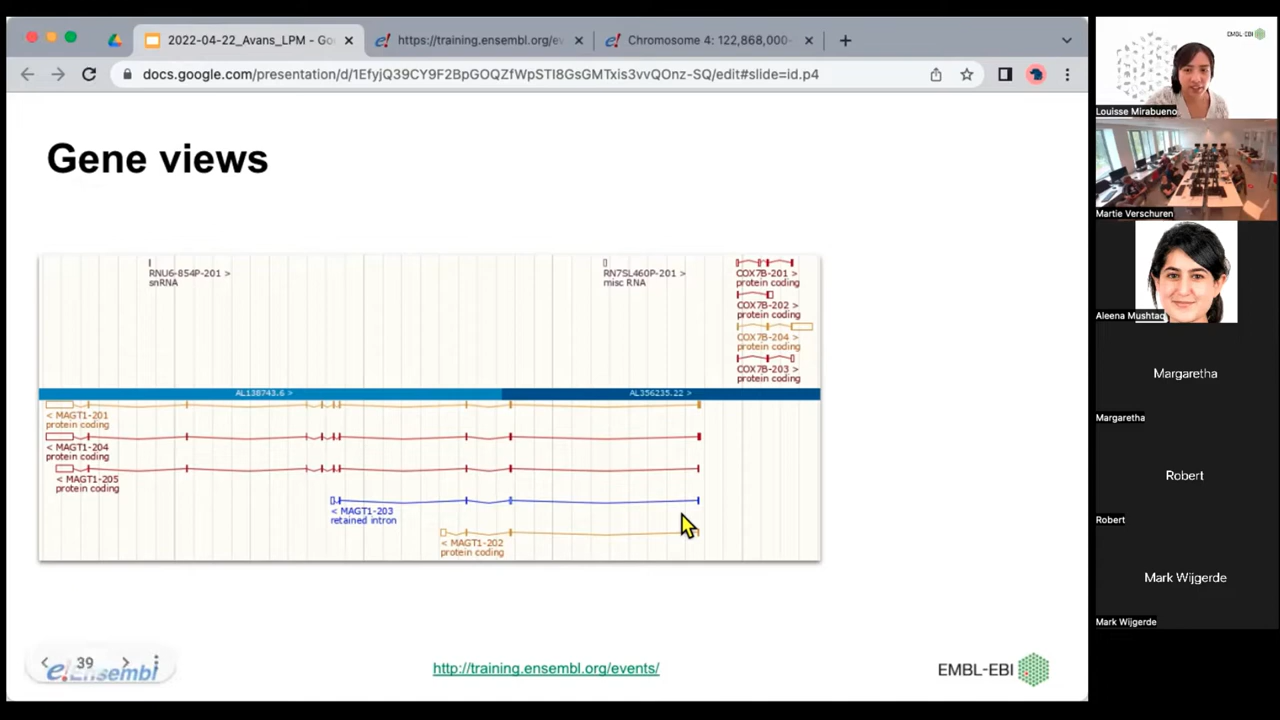 2022-04-22_Avans_LPM - Go
https://training.ensembl.org/ev
Chromosome 4: 122,868,000-
docs.google.com/presentation/d/1EfyjQ39CY9F2BpGOQZfWpSTI8GsGMTxis3vvQOnz-SQ/edit#slide=id.p4
Gene views
RNU6-854P-201 >
snRNA
RN7SL460P-201 >
misc RNA
COX7B-201 >
protein coding
COX7B-202 >
protein coding
COX7B-204 >
protein coding
COX7B-203 >
protein coding
AL138743.6 >
AL356235.22 >
< MAGT1-201
protein coding
< MAGT1-204
protein coding
< MAGT1-205
protein coding
< MAGT1-203
retained intron
< MAGT1-202
protein coding
39
e!Ensembl
http://training.ensembl.org/events/
EMBL-EBI
EMBL-EBI
Louisse Mirabueno
Martie Verschuren
Aleena Mushtaq
Margaretha
Margaretha
Robert
Robert
Mark Wijgerde
Mark Wijgerde